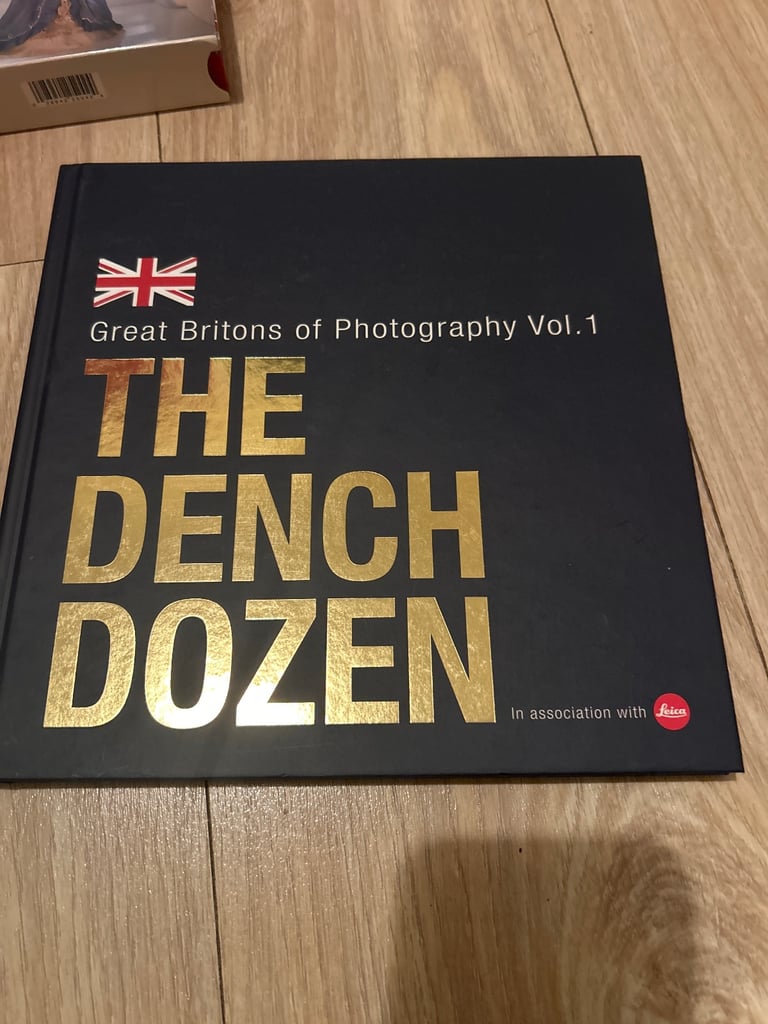 Great Britons of Photography Vol.1
THE
DENCH
DOZEN
In association with Leica